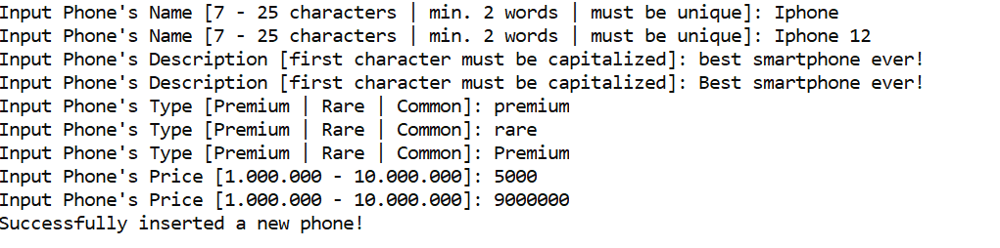 Input Phone's Name [7 - 25 characters | min. 2 words | must be unique]: Iphone
Input Phone's Name [7 - 25 characters | min. 2 words | must be unique]: Iphone 12
Input Phone's Description [first character must be capitalized]: best smartphone ever!
Input Phone's Description [first character must be capitalized]: Best smartphone ever!
Input Phone's Type [Premium | Rare | Common]: premium
Input Phone's Type [Premium | Rare | Common]: rare
Input Phone's Type [Premium | Rare | Common]: Premium
Input Phone's Price [1.000.000 - 10.000.000]: 5000
Input Phone's Price [1.000.000 - 10.000.000]: 9000000
Successfully inserted a new phone!